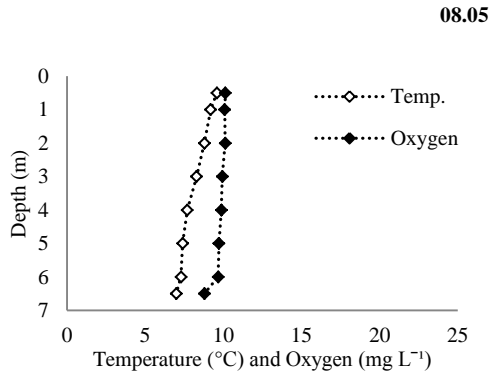 08.05
0
1
2
3
4
5
6
7
Depth (m)
Temp.
Oxygen
0 5 10 15 20 25
Temperature (°C) and Oxygen (mg L⁻¹)